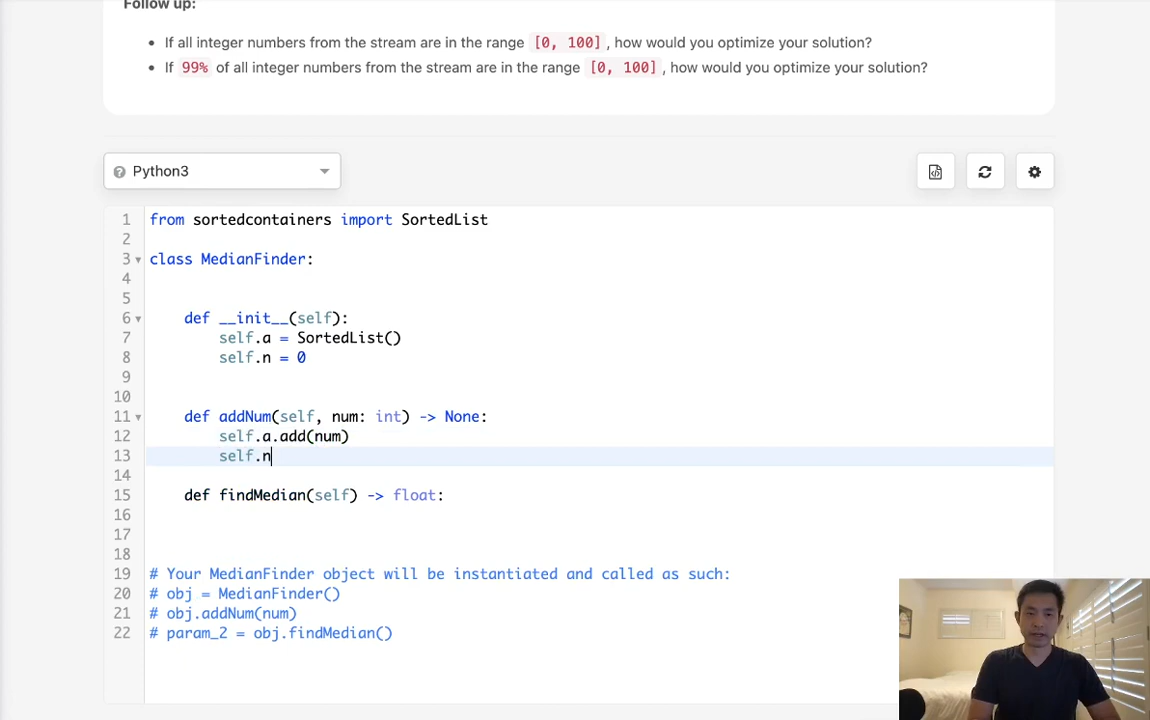 Follow up:
• If all integer numbers from the stream are in the range [0, 100], how would you optimize your solution?
• If 99% of all integer numbers from the stream are in the range [0, 100], how would you optimize your solution?
Python3
1 from sortedcontainers import SortedList
2
3 class MedianFinder:
4
5
6     def __init__(self):
7         self.a = SortedList()
8         self.n = 0
9
10
11     def addNum(self, num: int) -> None:
12         self.a.add(num)
13         self.n
14
15     def findMedian(self) -> float:
16
17
18
19 # Your MedianFinder object will be instantiated and called as such:
20 # obj = MedianFinder()
21 # obj.addNum(num)
22 # param_2 = obj.findMedian()